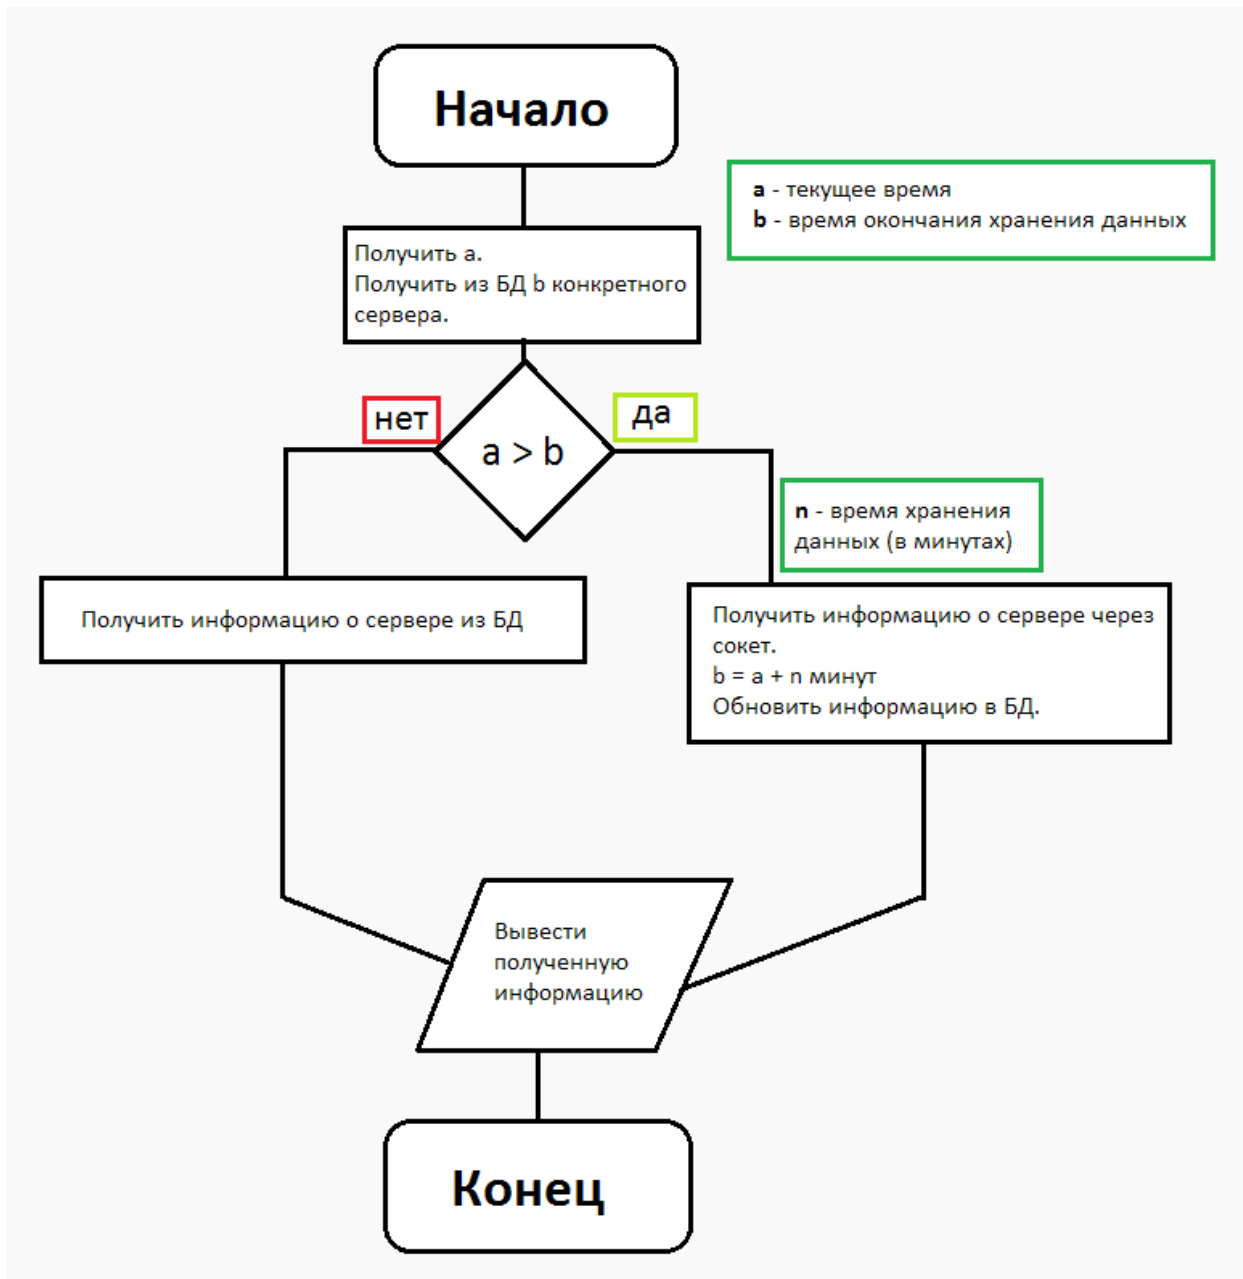 Начало
a - текущее время
b - время окончания хранения данных
Получить a.
Получить из БД b конкретного
сервера.
нет
да
a > b
n - время хранения
данных (в минутах)
Получить информацию о сервере из БД
Получить информацию о сервере через
сокет.
b = a + n минут
Обновить информацию в БД.
Вывести
полученную
информацию
Конец